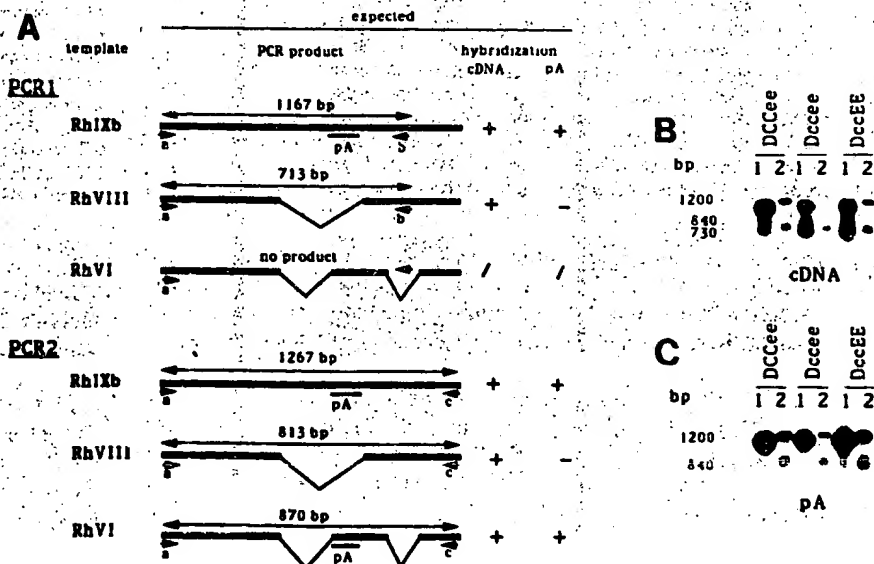 A
expected
template PCR product hybridization
cDNA pA
PCR1
1167 bp
RhIXb + +
a pA b
713 bp
RhVIII + -
a b
no product
RhVI / /
a
PCR2
1267 bp
RhIXb + +
a pA c
813 bp
RhVIII + -
a c
870 bp
RhVI + +
a pA c
B
DCCee Dccee DccEE
bp 1 2 1 2 1 2
1200
840
730
cDNA
C
DCCee Dccee DccEE
bp 1 2 1 2 1 2
1200
840
pA